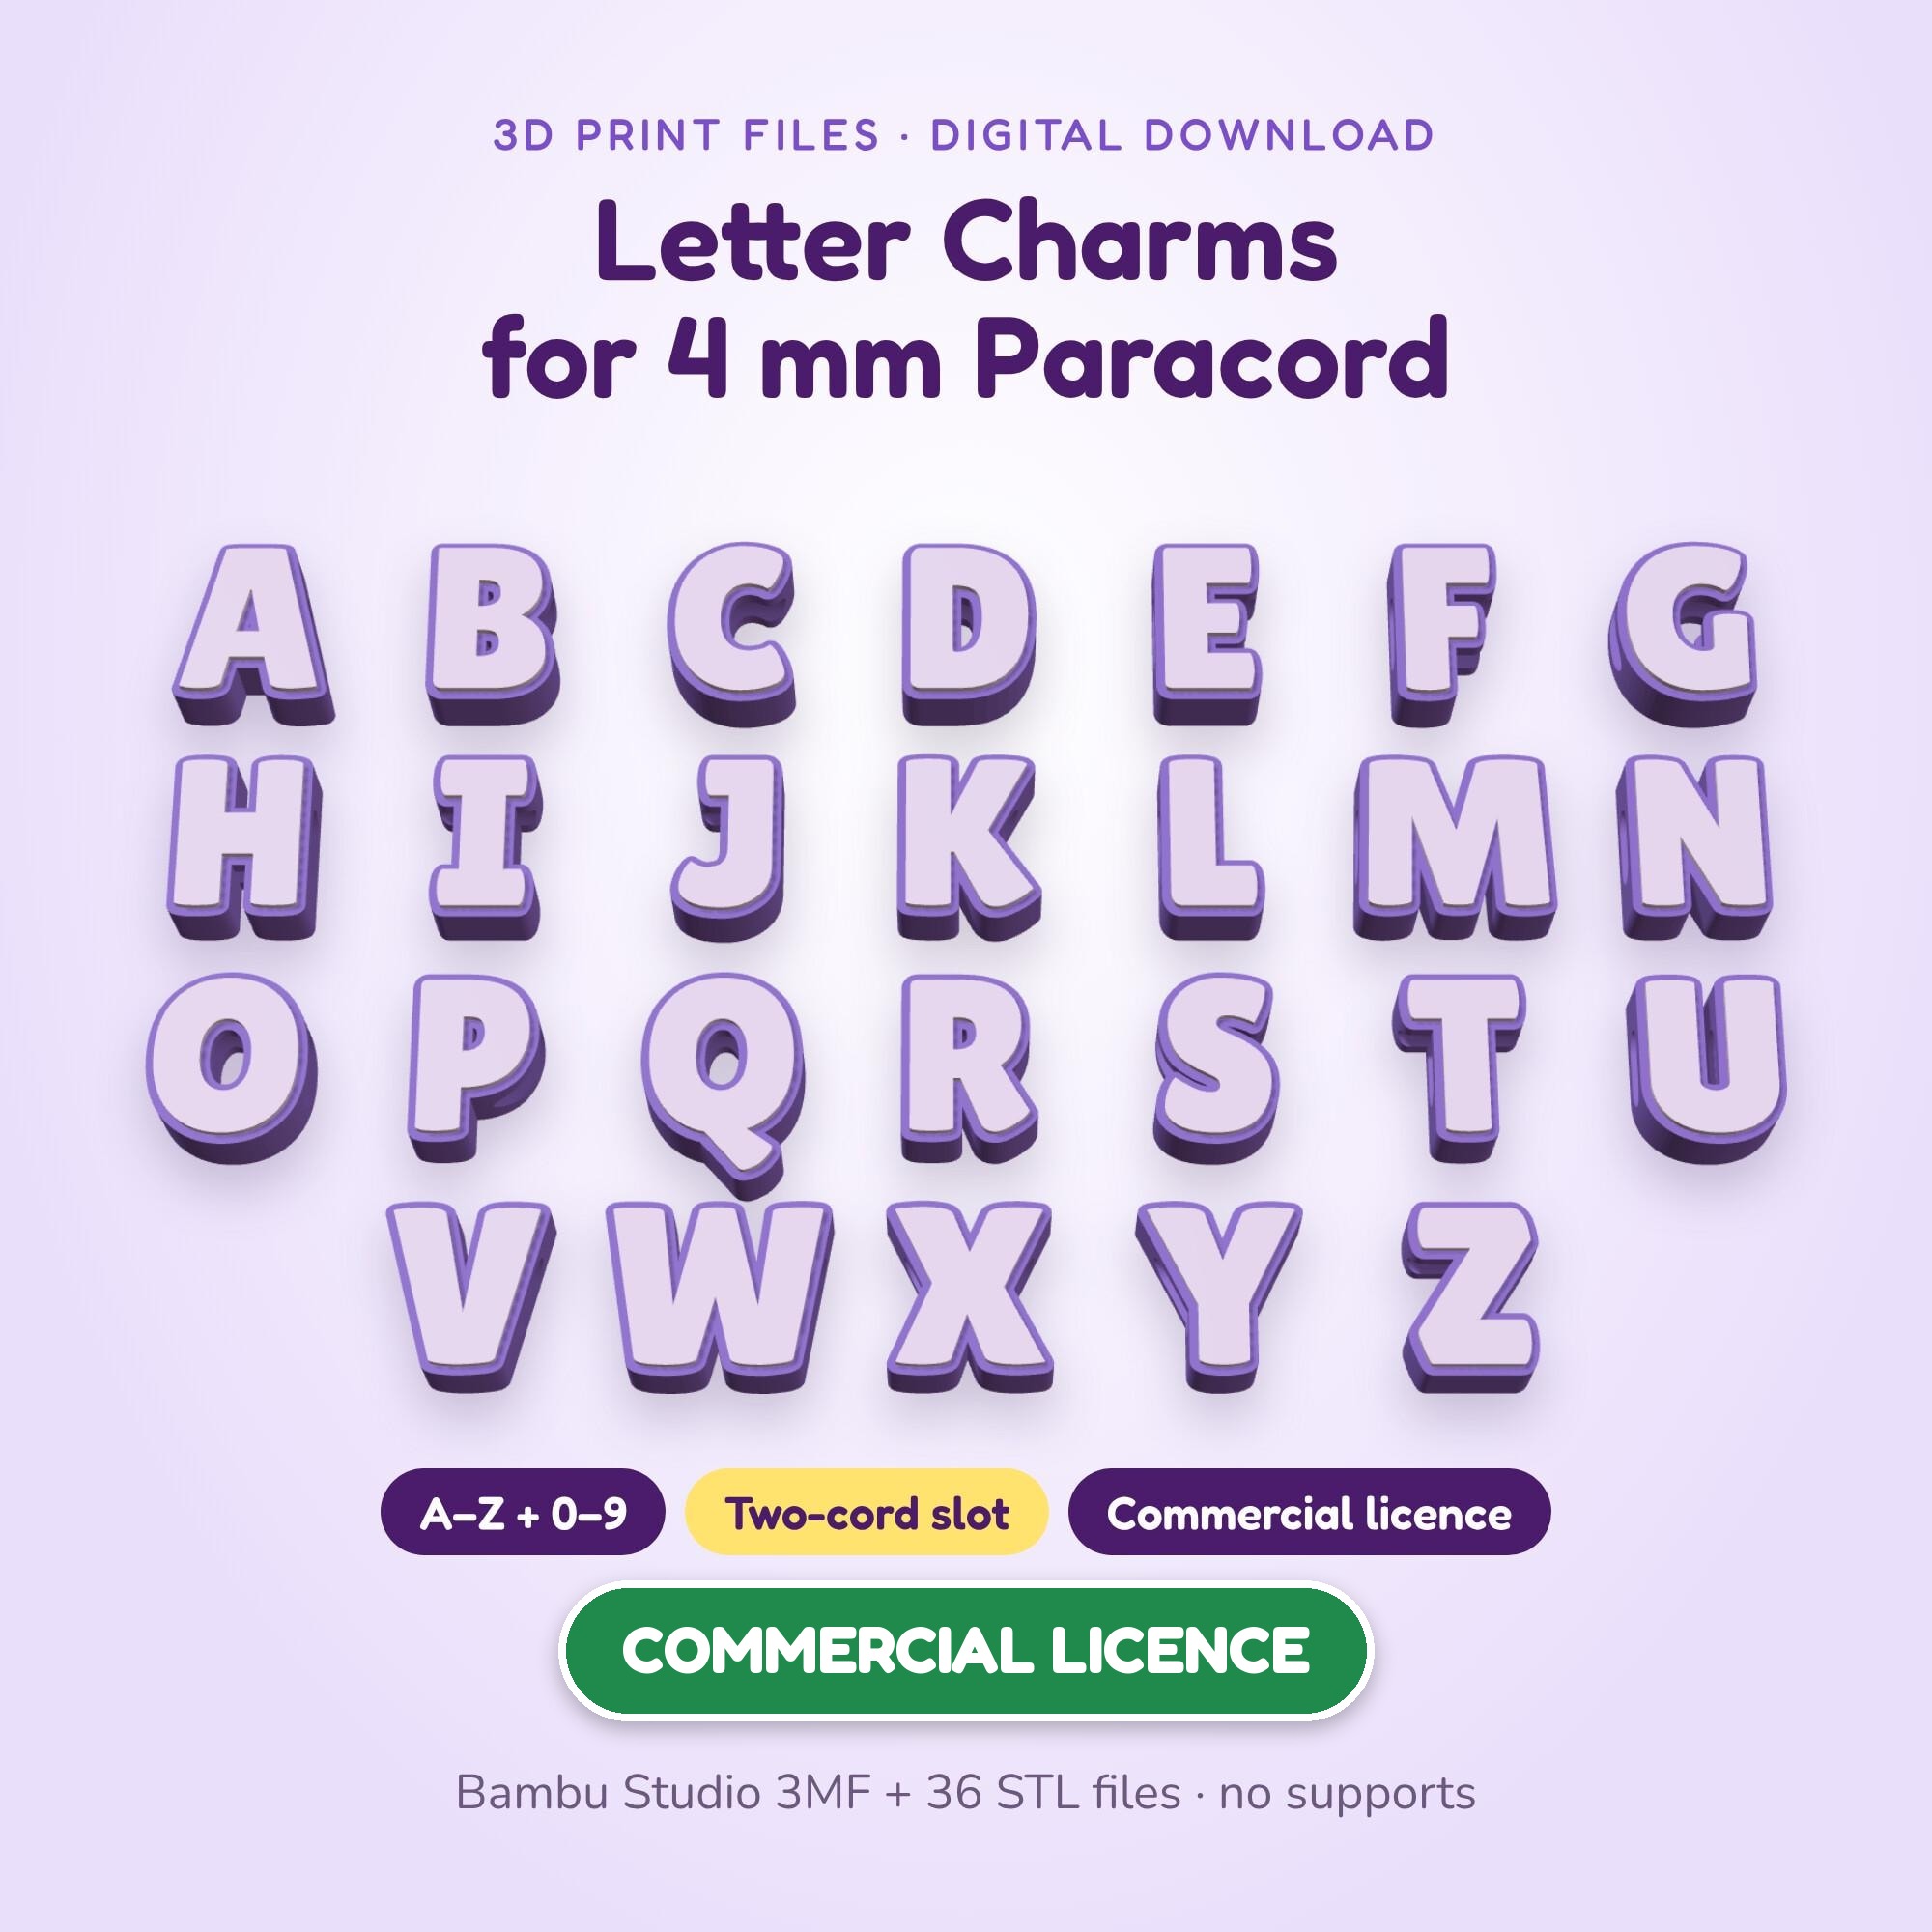 3D PRINT FILES · DIGITAL DOWNLOAD
Letter Charms
for 4 mm Paracord
A B C D E F G
H I J K L M N
O P Q R S T U
V W X Y Z
A–Z + 0–9 Two-cord slot Commercial licence
COMMERCIAL LICENCE
Bambu Studio 3MF + 36 STL files · no supports